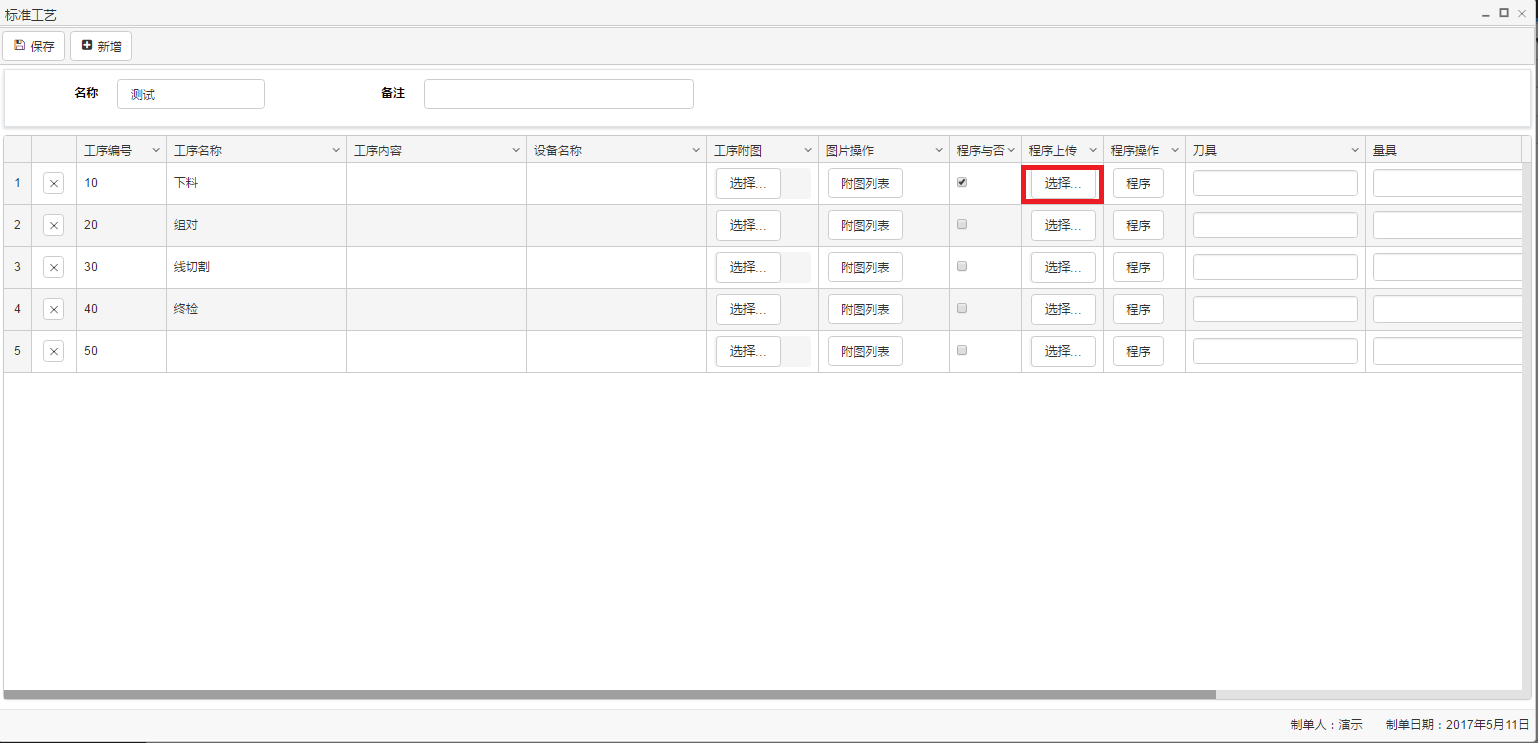 标准工艺
保存 新增
名称 测试 备注
工序编号 工序名称 工序内容 设备名称 工序附图 图片操作 程序与否 程序上传 程序操作 刀具 量具
1 10 下料 选择... 附图列表 选择... 程序
2 20 组对 选择... 附图列表 选择... 程序
3 30 线切割 选择... 附图列表 选择... 程序
4 40 终检 选择... 附图列表 选择... 程序
5 50 选择... 附图列表 选择... 程序
制单人：演示 制单日期：2017年5月11日